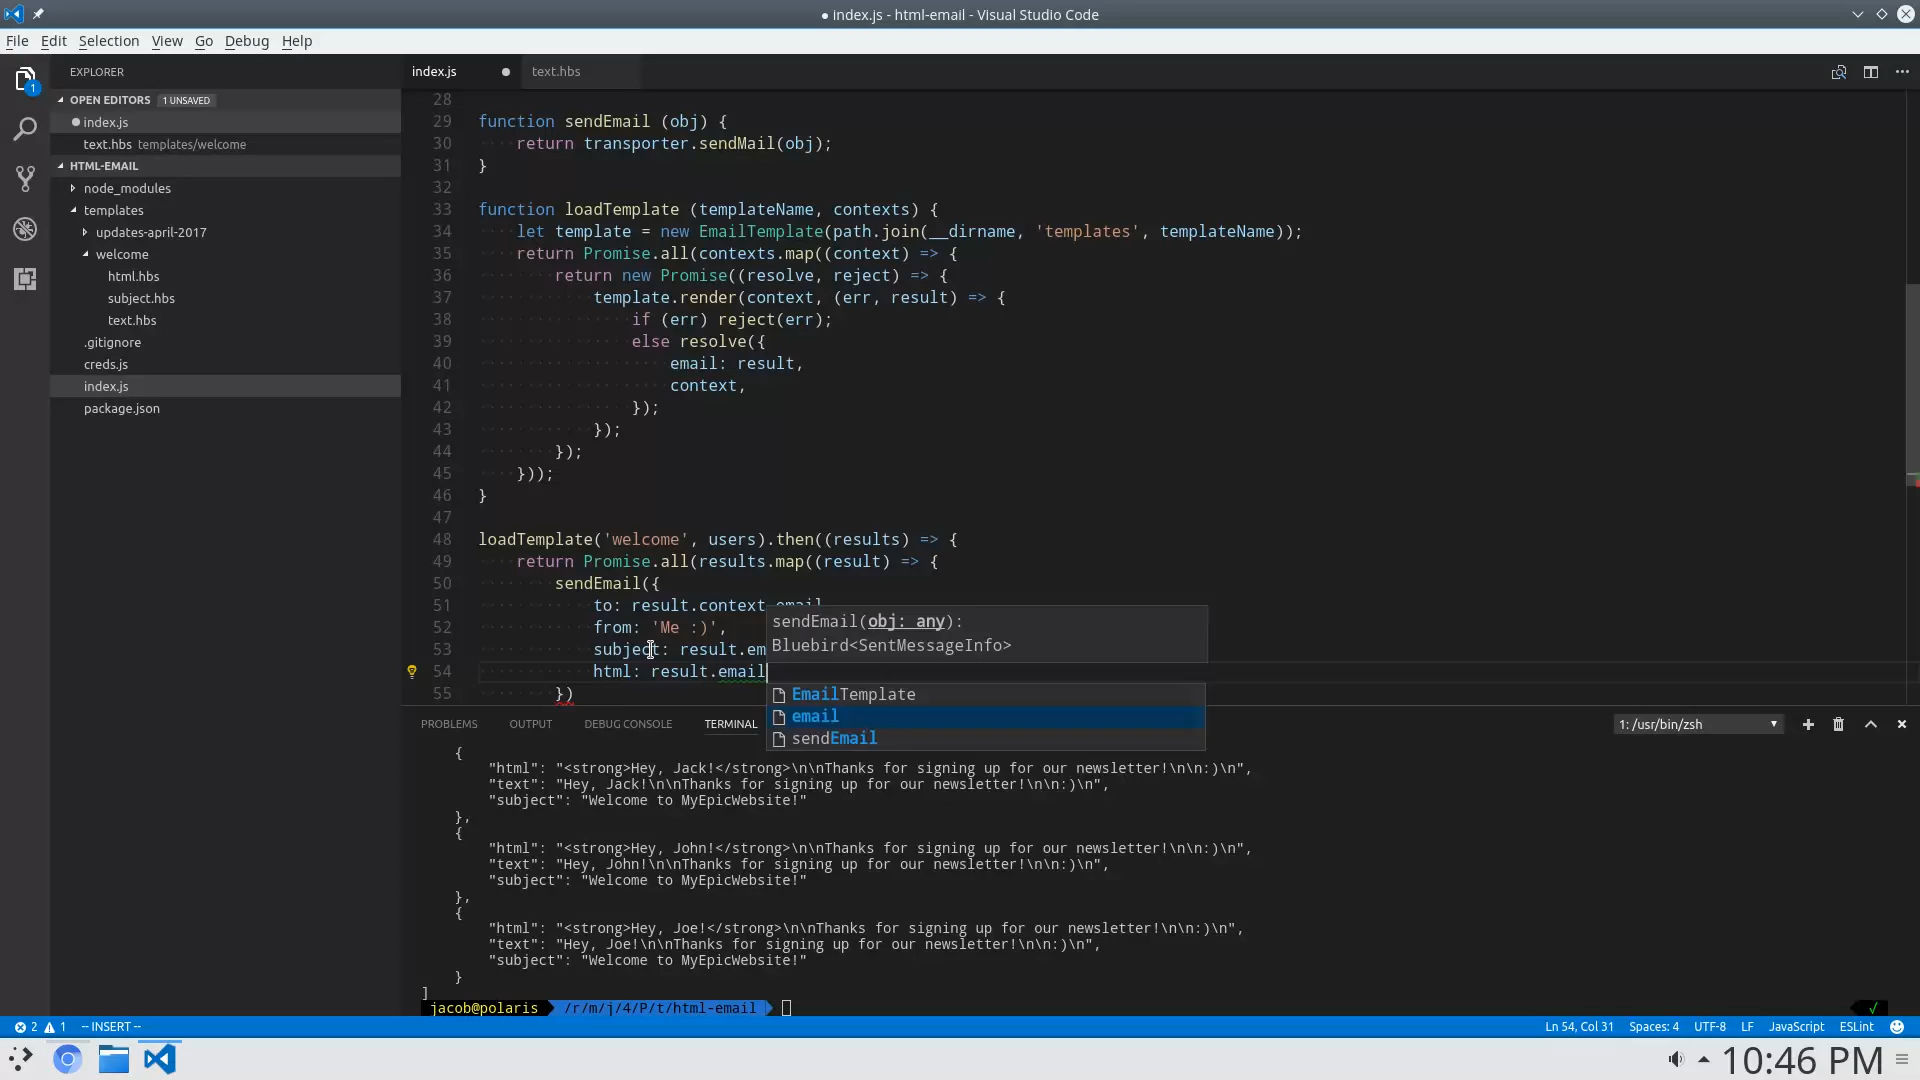 ● index.js - html-email - Visual Studio Code
File Edit Selection View Go Debug Help
EXPLORER
OPEN EDITORS 1 UNSAVED
index.js
text.hbs templates/welcome
HTML-EMAIL
node_modules
templates
updates-april-2017
welcome
html.hbs
subject.hbs
text.hbs
.gitignore
creds.js
index.js
package.json
1
index.js text.hbs
28
29 function sendEmail (obj) {
30 return transporter.sendMail(obj);
31 }
32
33 function loadTemplate (templateName, contexts) {
34 let template = new EmailTemplate(path.join(__dirname, 'templates', templateName));
35 return Promise.all(contexts.map((context) => {
36 return new Promise((resolve, reject) => {
37 template.render(context, (err, result) => {
38 if (err) reject(err);
39 else resolve({
40 email: result,
41 context,
42 });
43 });
44 });
45 }));
46 }
47
48 loadTemplate('welcome', users).then((results) => {
49 return Promise.all(results.map((result) => {
50 sendEmail({
51 to: result.context.email
52 from: 'Me :)',
53 subject: result.em
54 html: result.email
55 })
sendEmail(obj: any):
Bluebird<SentMessageInfo>
EmailTemplate
email
sendEmail
PROBLEMS OUTPUT DEBUG CONSOLE TERMINAL 1: /usr/bin/zsh
{
"html": "<strong>Hey, Jack!</strong>\n\nThanks for signing up for our newsletter!\n\n:)\n",
"text": "Hey, Jack!\n\nThanks for signing up for our newsletter!\n\n:)\n",
"subject": "Welcome to MyEpicWebsite!"
},
{
"html": "<strong>Hey, John!</strong>\n\nThanks for signing up for our newsletter!\n\n:)\n",
"text": "Hey, John!\n\nThanks for signing up for our newsletter!\n\n:)\n",
"subject": "Welcome to MyEpicWebsite!"
},
{
"html": "<strong>Hey, Joe!</strong>\n\nThanks for signing up for our newsletter!\n\n:)\n",
"text": "Hey, Joe!\n\nThanks for signing up for our newsletter!\n\n:)\n",
"subject": "Welcome to MyEpicWebsite!"
}
]
jacob@polaris /r/m/j/4/P/t/html-email
2 1 -- INSERT -- Ln 54, Col 31 Spaces: 4 UTF-8 LF JavaScript ESLint
10:46 PM